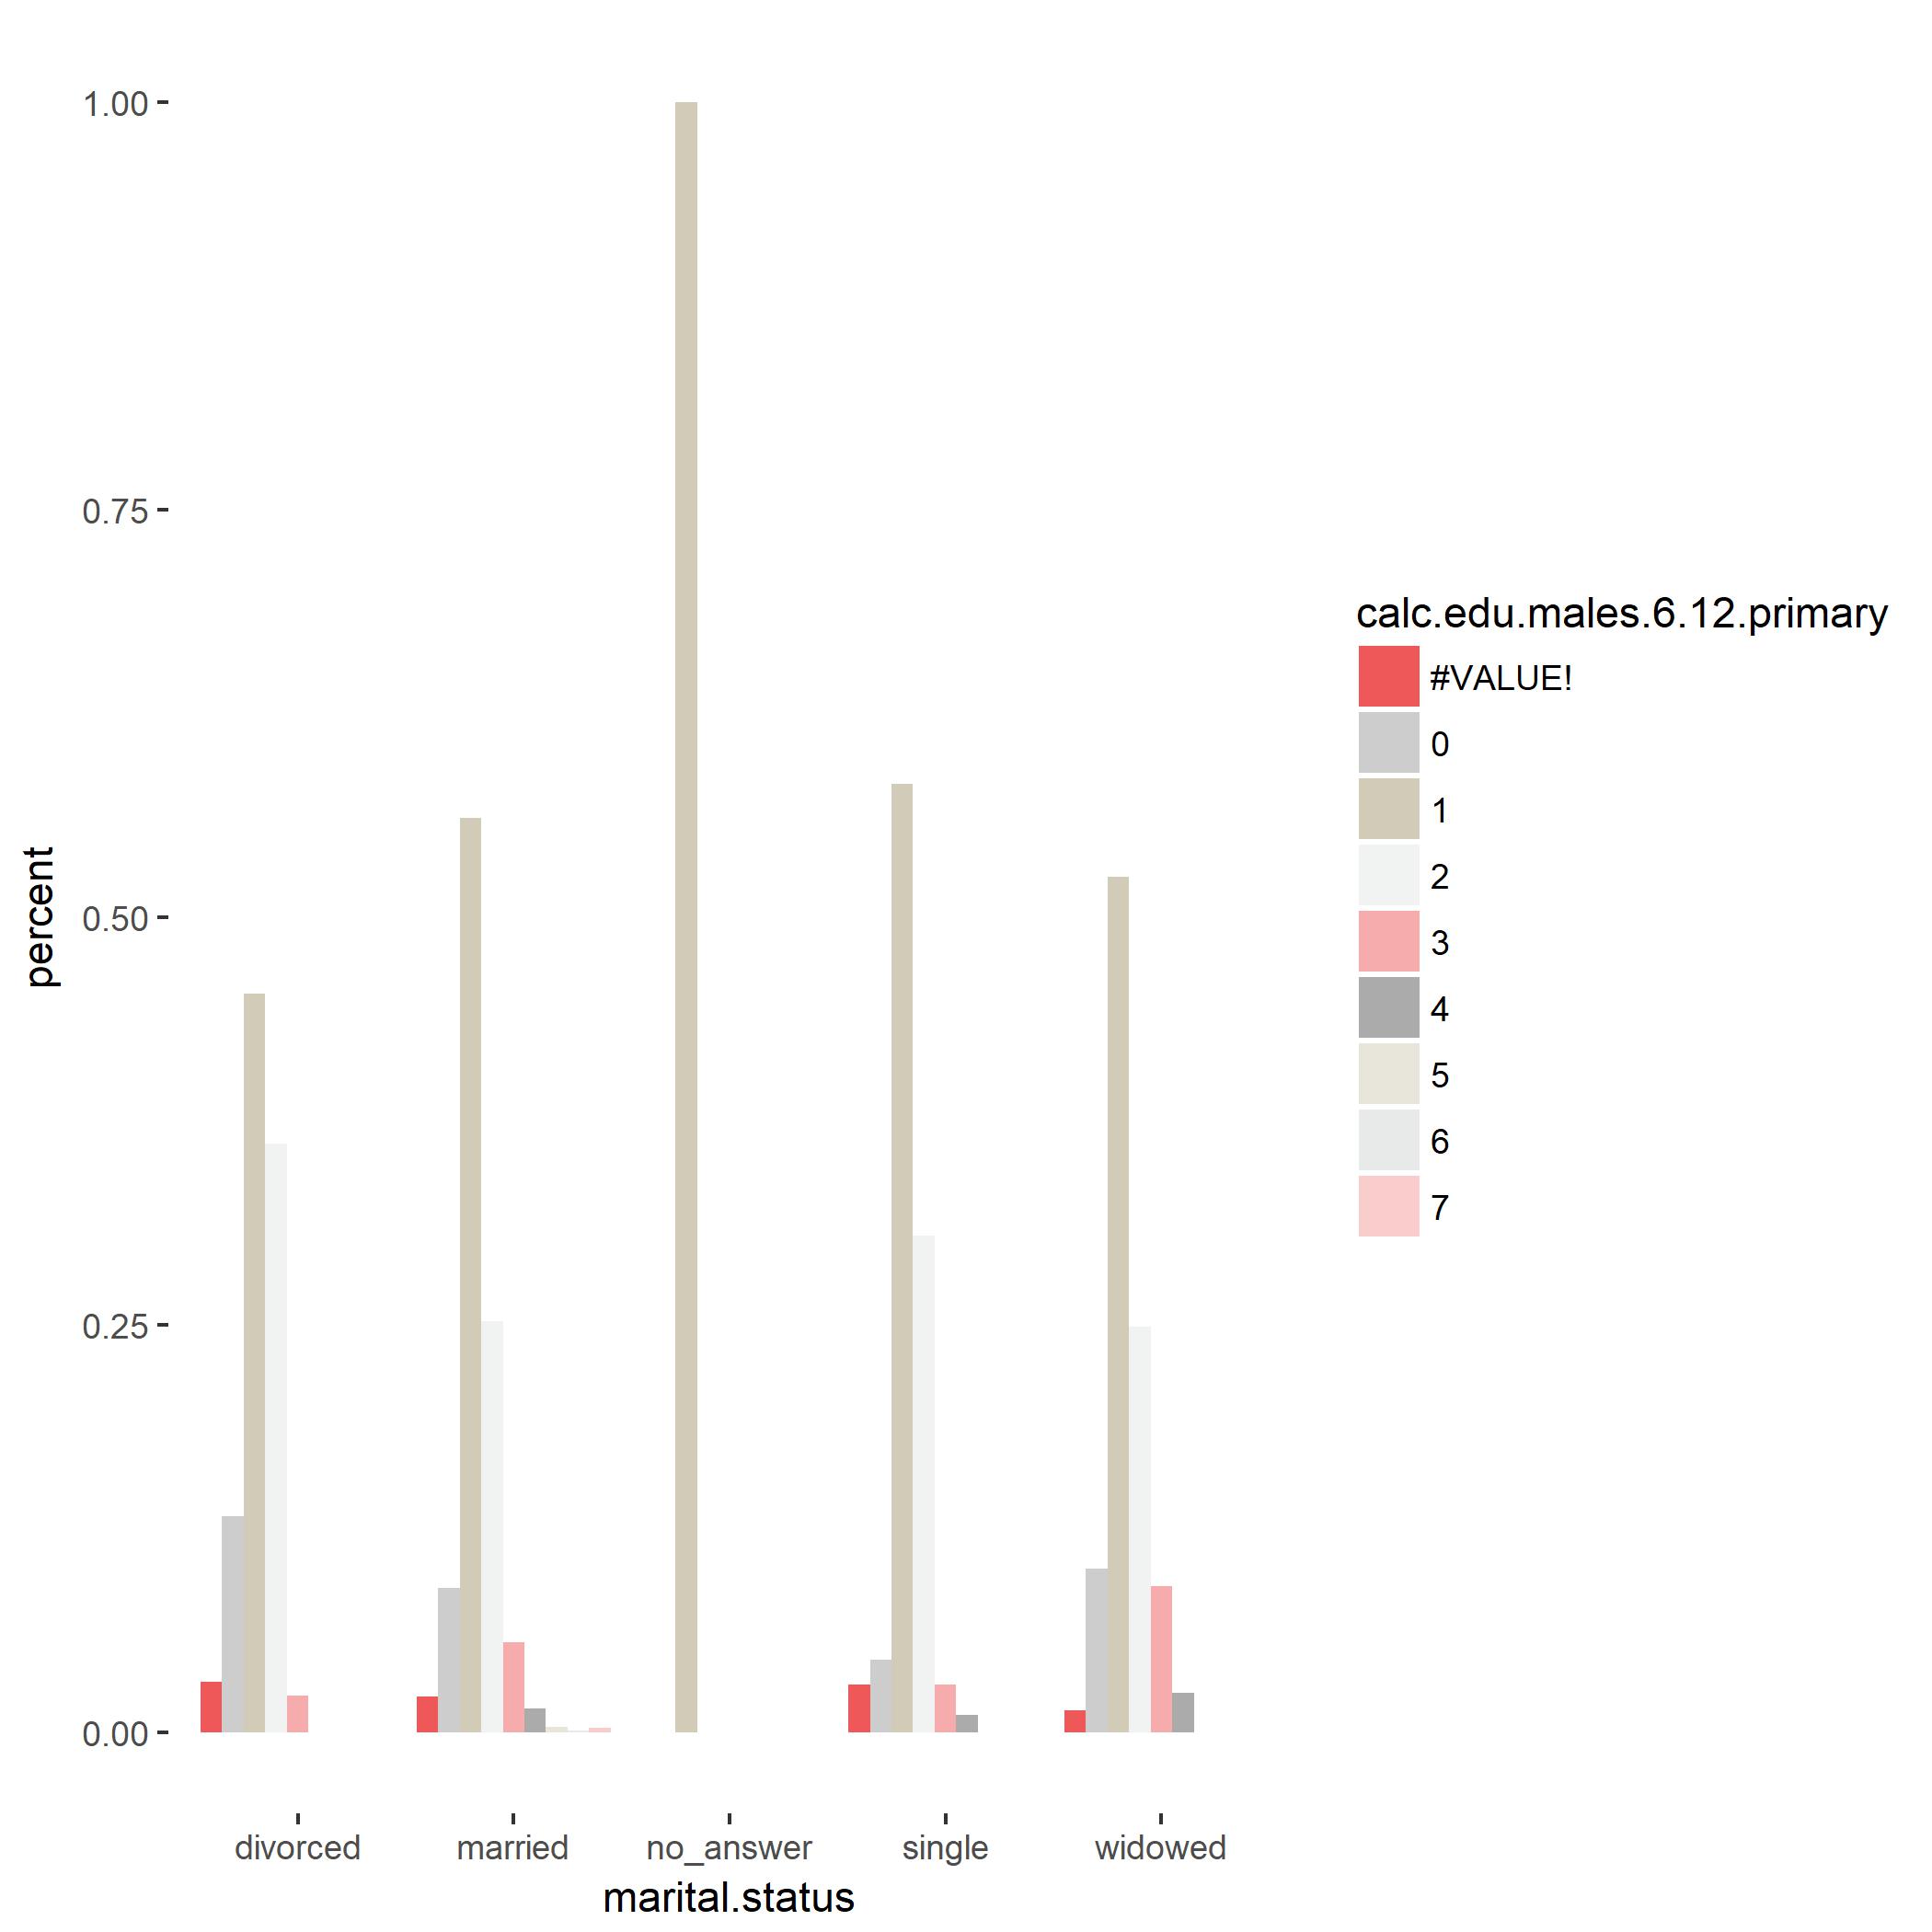 1.00
0.75
0.50
0.25
0.00
percent
divorced married no_answer single widowed
marital.status
calc.edu.males.6.12.primary
#VALUE!
0
1
2
3
4
5
6
7